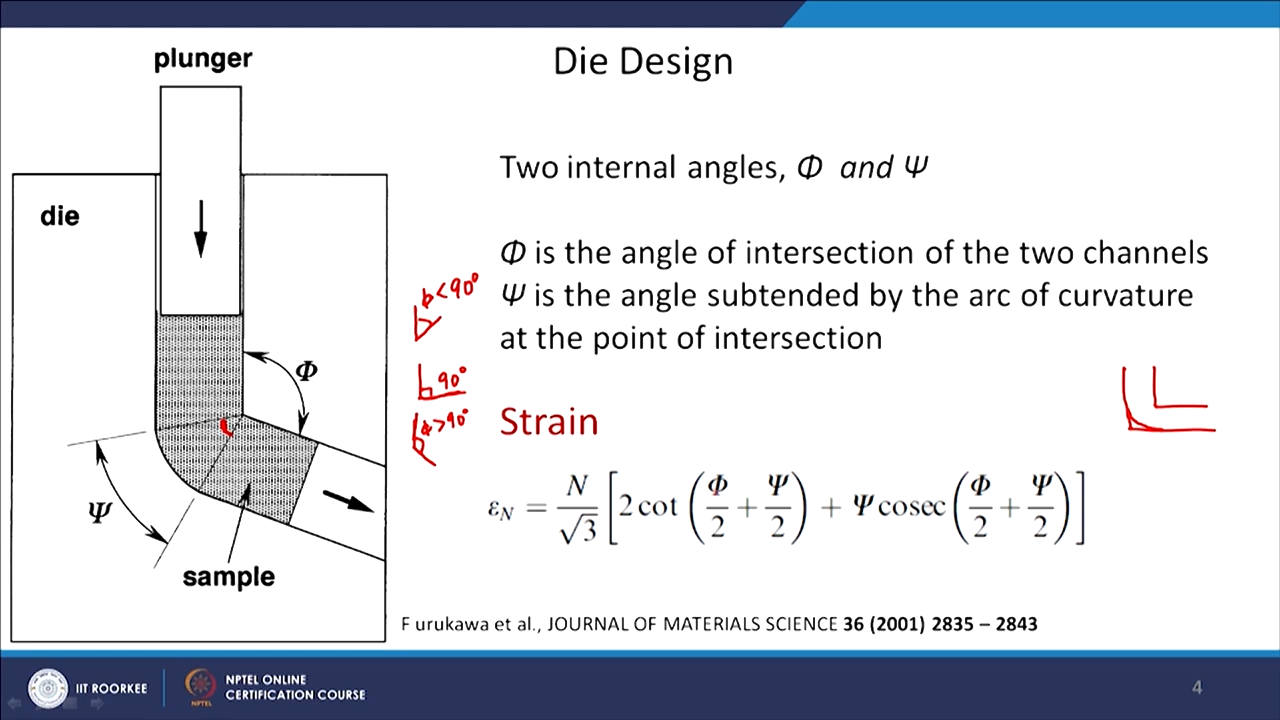 Die Design
plunger
die
Φ
Ψ
sample
Two internal angles, Φ and Ψ
Φ is the angle of intersection of the two channels
Ψ is the angle subtended by the arc of curvature
at the point of intersection
ϕ<90°
90°
ϕ>90°
Strain
ε_N = N/√3 [2 cot (Φ/2 + Ψ/2) + Ψ cosec (Φ/2 + Ψ/2)]
F urukawa et al., JOURNAL OF MATERIALS SCIENCE 36 (2001) 2835 – 2843
IIT ROORKEE
NPTEL
NPTEL ONLINE
CERTIFICATION COURSE
4